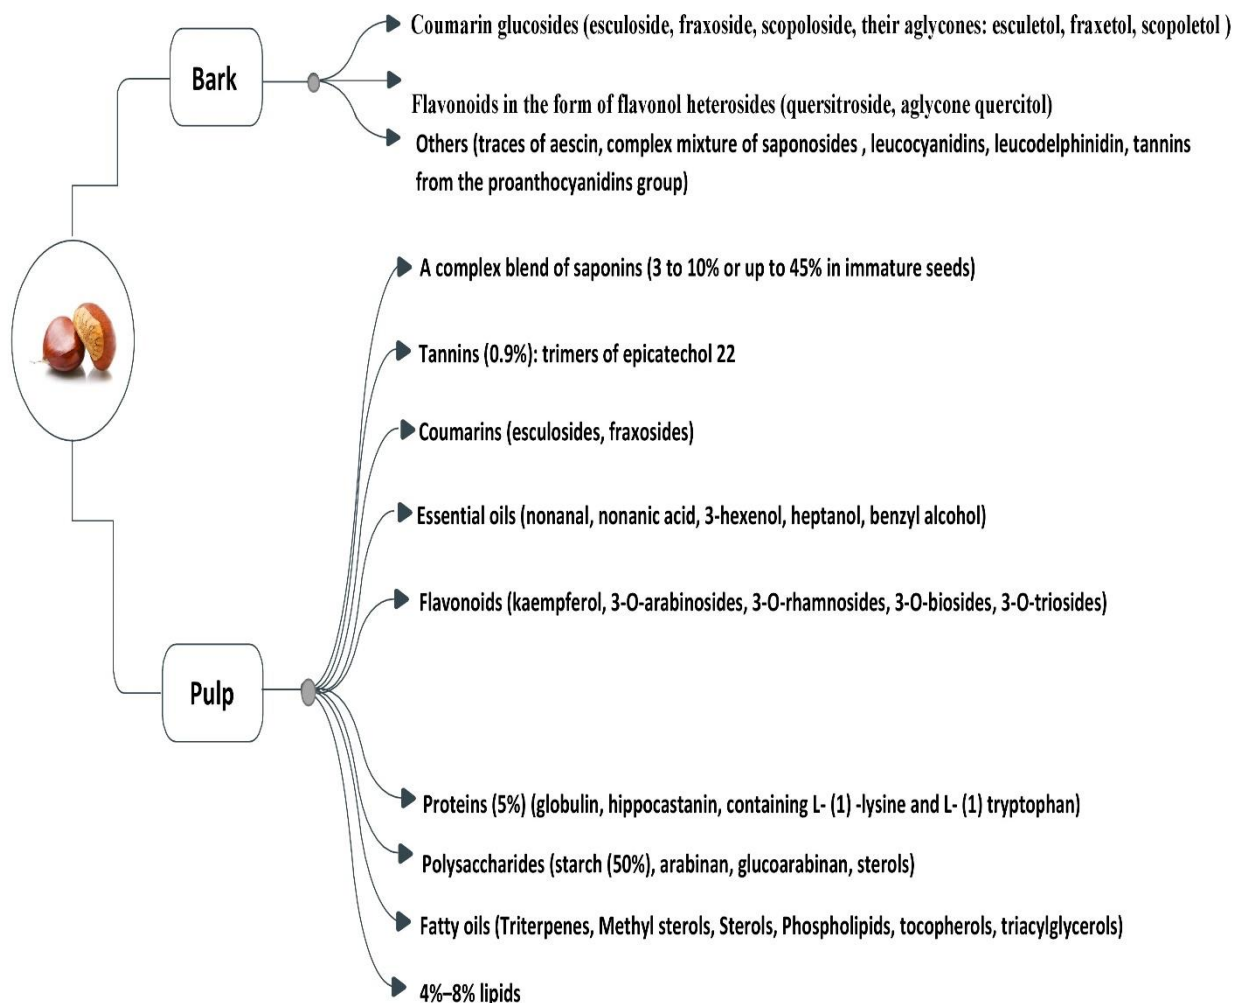 Bark
Coumarin glucosides (esculoside, fraxoside, scopoloside, their aglycones: esculetol, fraxetol, scopoletol )
Flavonoids in the form of flavonol heterosides (quersitroside, aglycone quercitol)
Others (traces of aescin, complex mixture of saponosides , leucocyanidins, leucodelphinidin, tannins
from the proanthocyanidins group)
A complex blend of saponins (3 to 10% or up to 45% in immature seeds)
Tannins (0.9%): trimers of epicatechol 22
Coumarins (esculosides, fraxosides)
Essential oils (nonanal, nonanic acid, 3-hexenol, heptanol, benzyl alcohol)
Flavonoids (kaempferol, 3-O-arabinosides, 3-O-rhamnosides, 3-O-biosides, 3-O-triosides)
Pulp
Proteins (5%) (globulin, hippocastanin, containing L- (1) -lysine and L- (1) tryptophan)
Polysaccharides (starch (50%), arabinan, glucoarabinan, sterols)
Fatty oils (Triterpenes, Methyl sterols, Sterols, Phospholipids, tocopherols, triacylglycerols)
4%–8% lipids